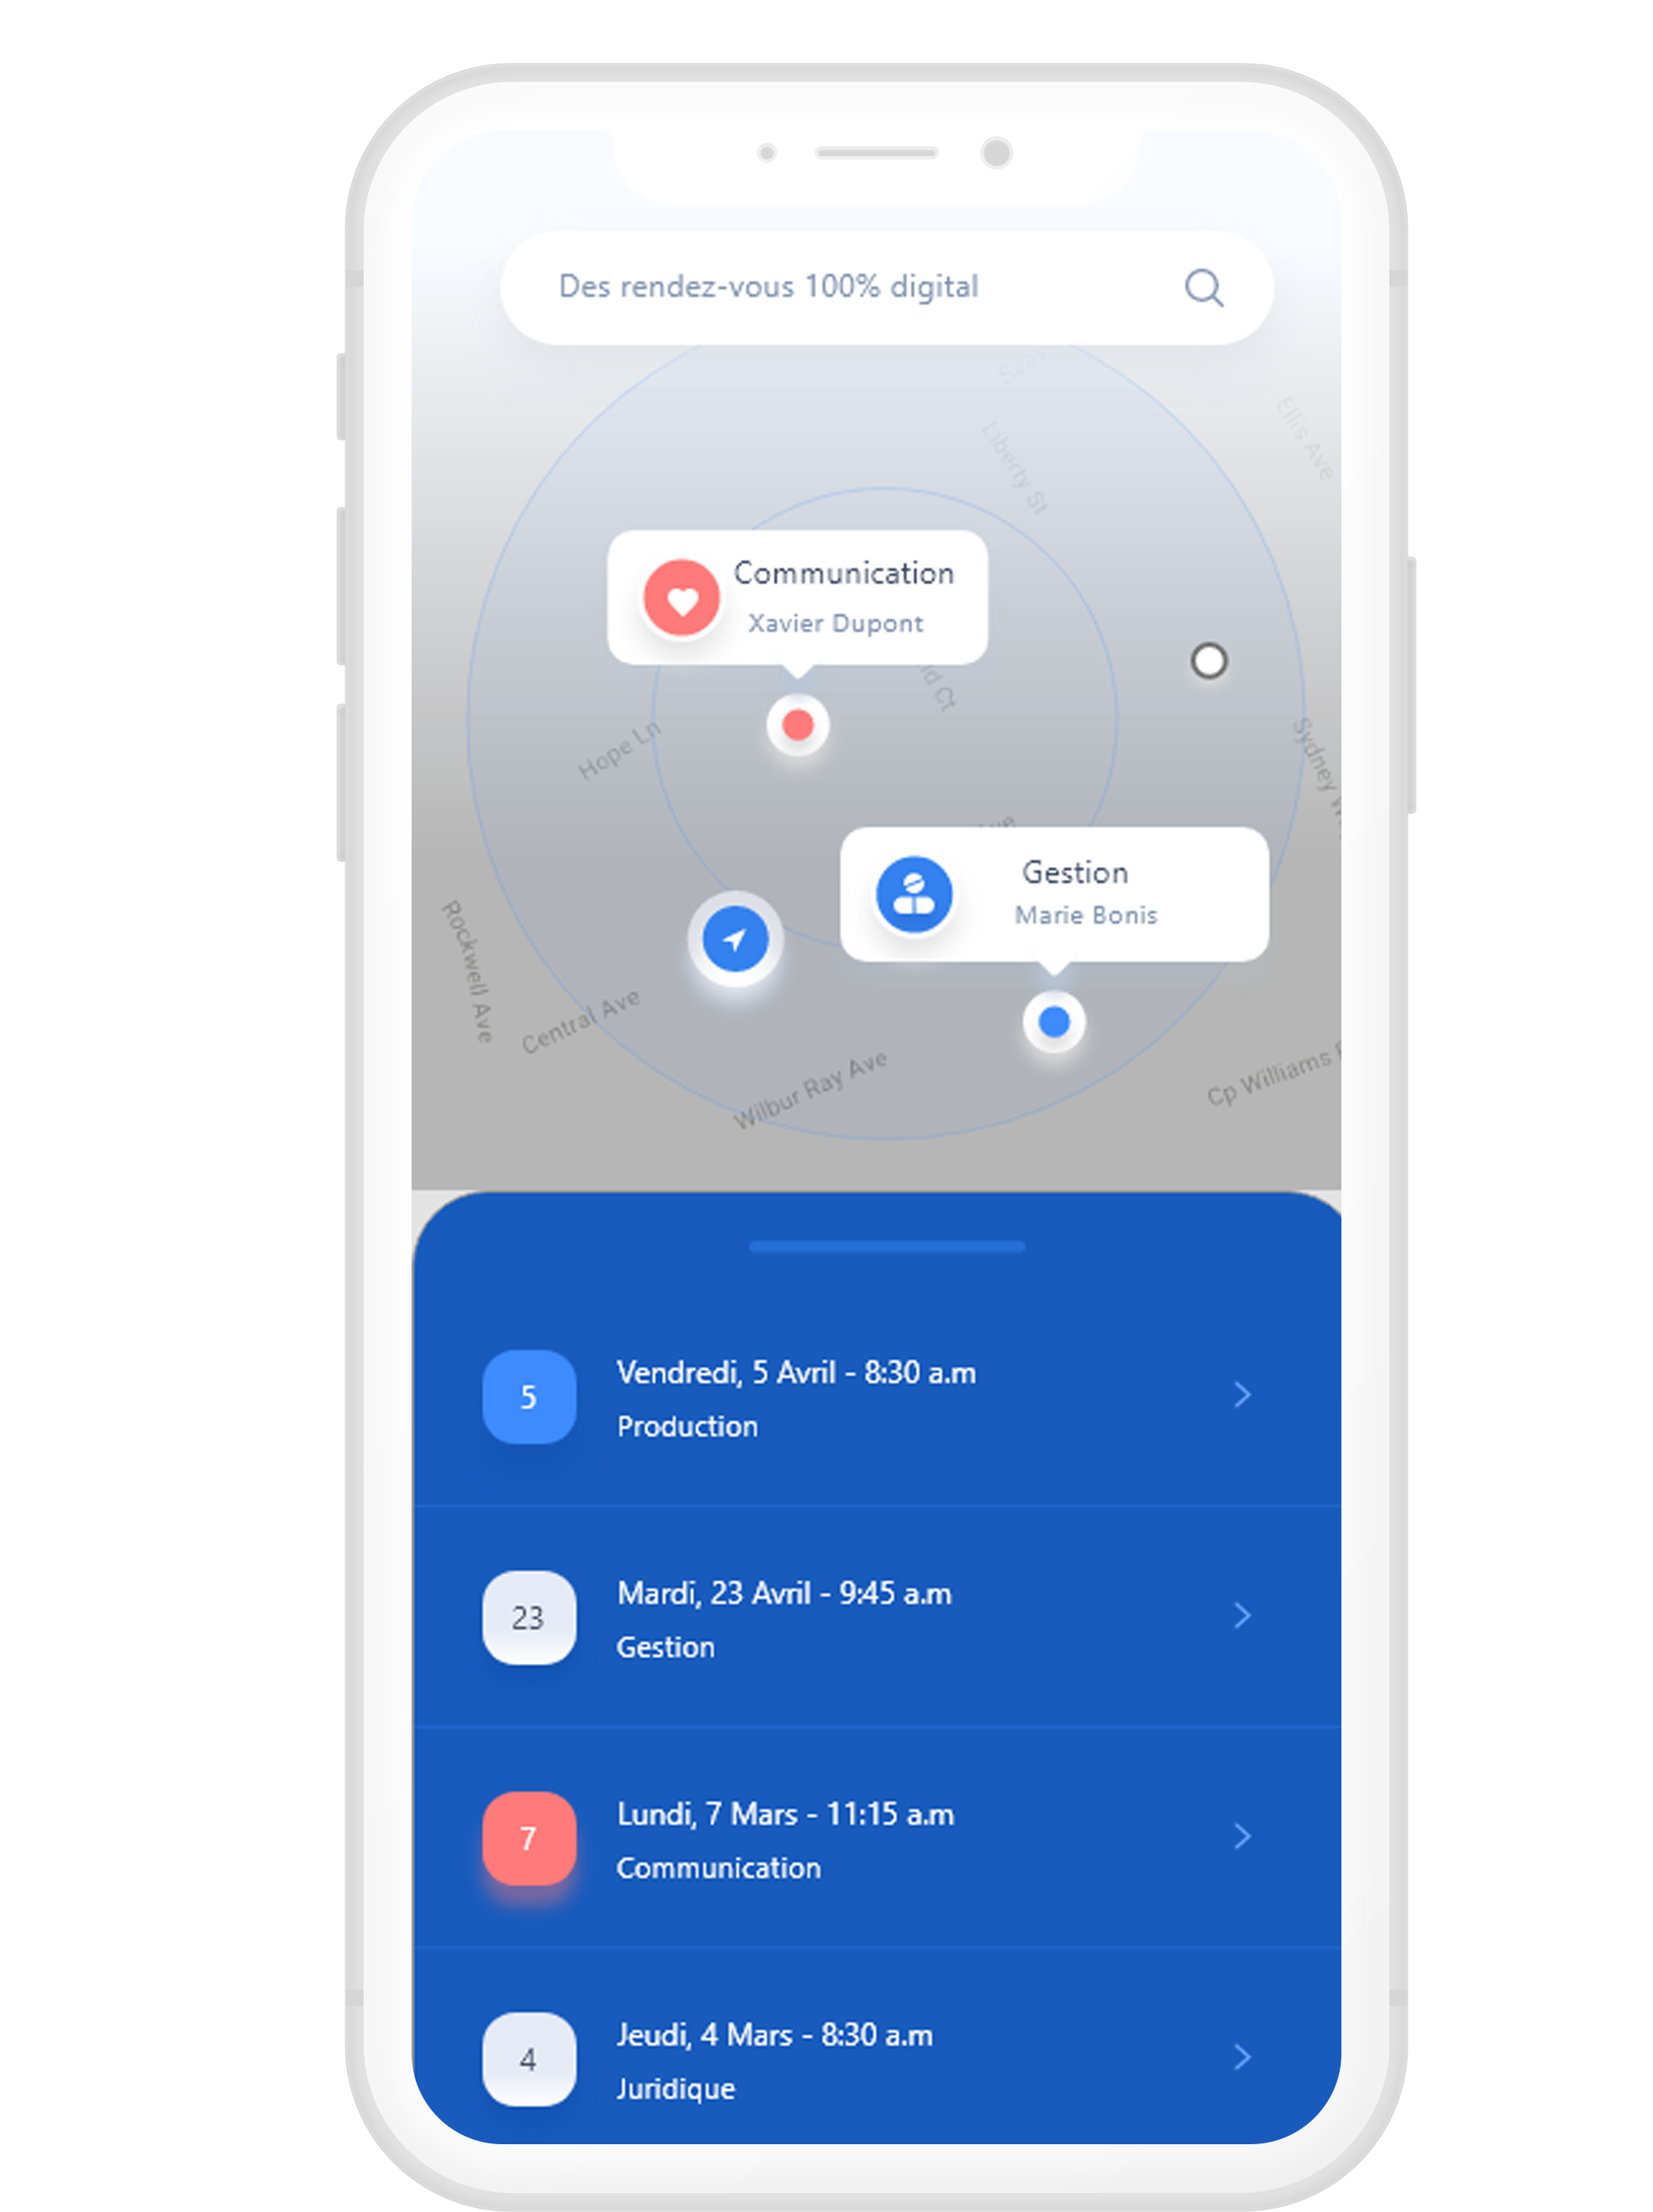 Des rendez-vous 100% digital
Ellis Ave
Liberty St
Communication
Xavier Dupont
Ct
Hope Ln
Sydney
Gestion
Marie Bonis
Rockwell Ave
Central Ave
Wilbur Ray Ave
Cp Williams
Vendredi, 5 Avril - 8:30 a.m
5
Production
Mardi, 23 Avril - 9:45 a.m
23
Gestion
Lundi, 7 Mars - 11:15 a.m
7
Communication
Jeudi, 4 Mars - 8:30 a.m
4
Juridique